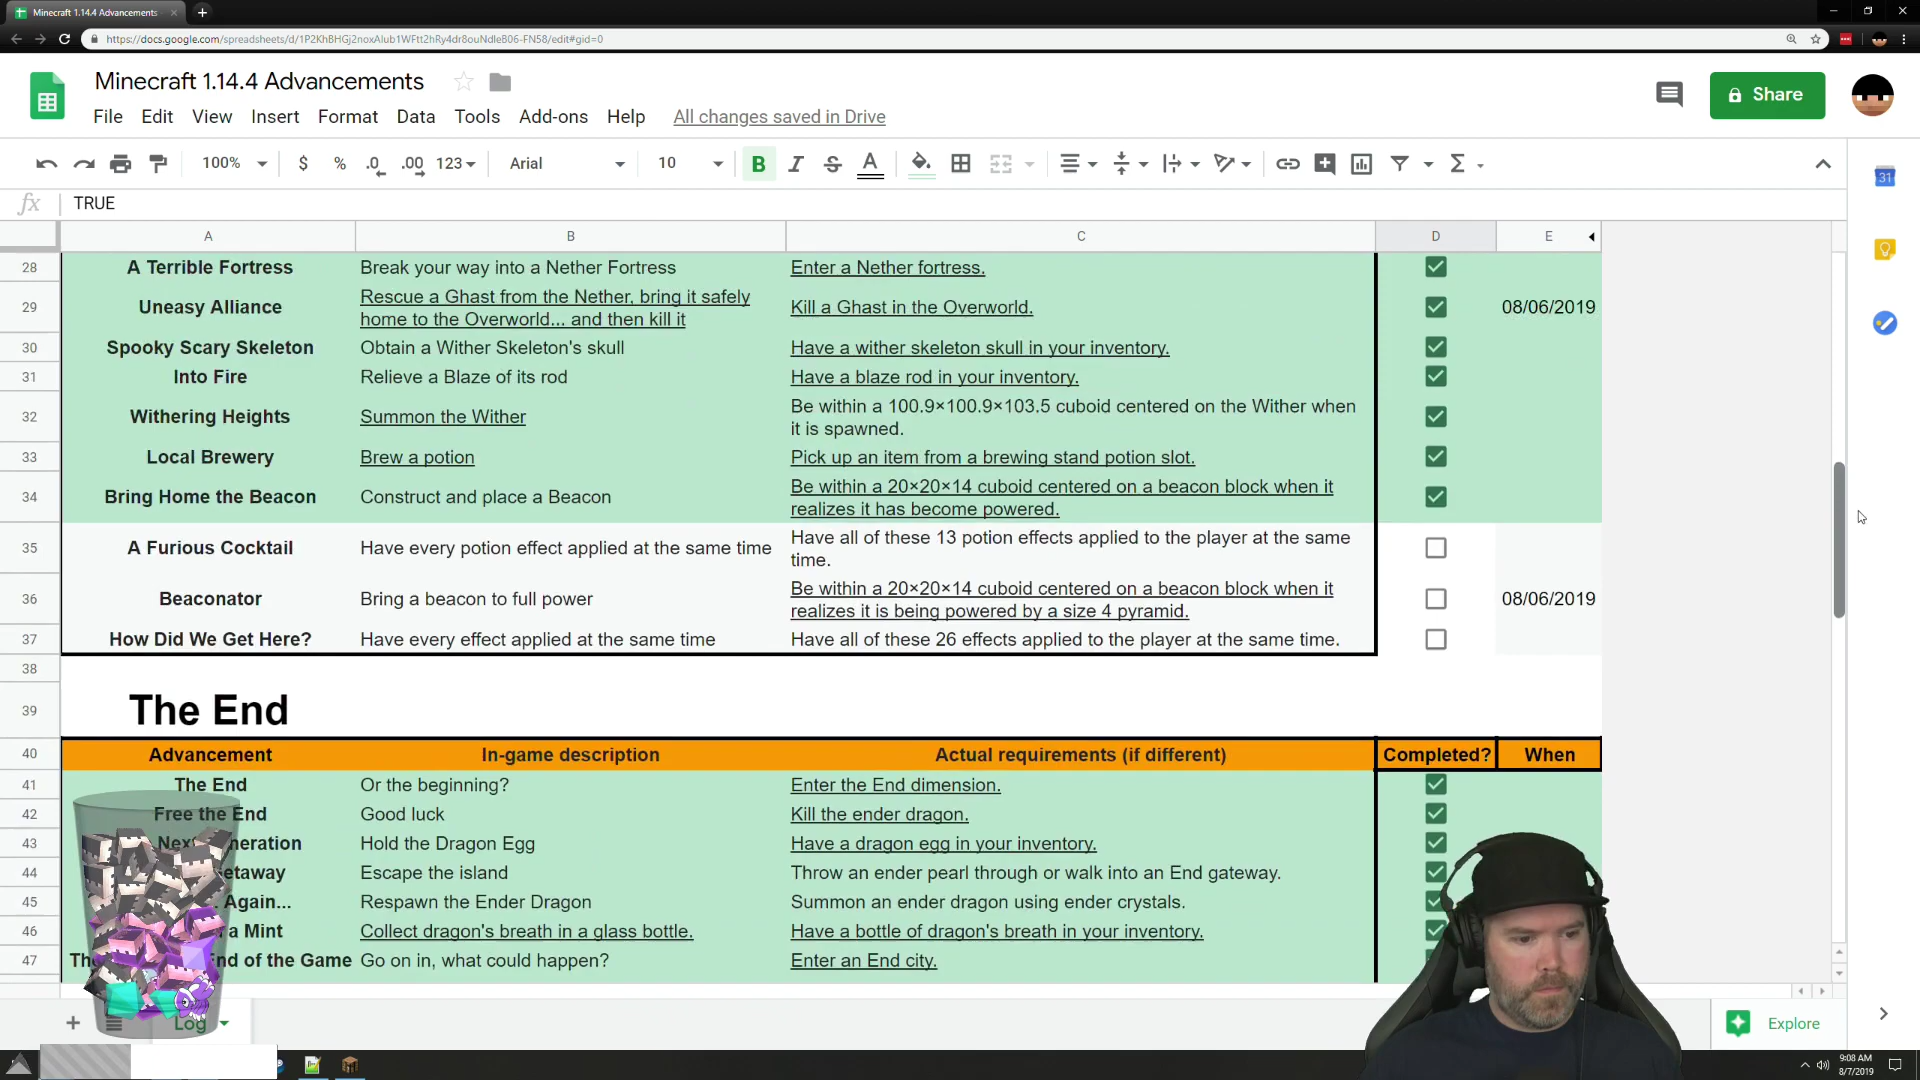 Minecraft 1.14.4 Advancements
https://docs.google.com/spreadsheets/d/1P2KhBHGj2noxAlub1WFtt2hRy4dr8ouNdleB06-FN58/edit#gid=0
Minecraft 1.14.4 Advancements
File Edit View Insert Format Data Tools Add-ons Help All changes saved in Drive
Share
100% $ % .0 .00 123 Arial 10 B I S A
31
fx TRUE
A B C D E
28 A Terrible Fortress Break your way into a Nether Fortress Enter a Nether fortress.
29 Uneasy Alliance Rescue a Ghast from the Nether, bring it safely home to the Overworld... and then kill it Kill a Ghast in the Overworld. 08/06/2019
30 Spooky Scary Skeleton Obtain a Wither Skeleton's skull Have a wither skeleton skull in your inventory.
31 Into Fire Relieve a Blaze of its rod Have a blaze rod in your inventory.
32 Withering Heights Summon the Wither Be within a 100.9×100.9×103.5 cuboid centered on the Wither when it is spawned.
33 Local Brewery Brew a potion Pick up an item from a brewing stand potion slot.
34 Bring Home the Beacon Construct and place a Beacon Be within a 20×20×14 cuboid centered on a beacon block when it realizes it has become powered.
35 A Furious Cocktail Have every potion effect applied at the same time Have all of these 13 potion effects applied to the player at the same time.
36 Beaconator Bring a beacon to full power Be within a 20×20×14 cuboid centered on a beacon block when it realizes it is being powered by a size 4 pyramid. 08/06/2019
37 How Did We Get Here? Have every effect applied at the same time Have all of these 26 effects applied to the player at the same time.
38
39 The End
40 Advancement In-game description Actual requirements (if different) Completed? When
41 The End Or the beginning? Enter the End dimension.
42 Free the End Good luck Kill the ender dragon.
43 Hold the Dragon Egg Have a dragon egg in your inventory.
44 Escape the island Throw an ender pearl through or walk into an End gateway.
45 Again... Respawn the Ender Dragon Summon an ender dragon using ender crystals.
46 a Mint Collect dragon's breath in a glass bottle. Have a bottle of dragon's breath in your inventory.
47 End of the Game Go on in, what could happen? Enter an End city.
Log
Explore
9:08 AM
8/7/2019